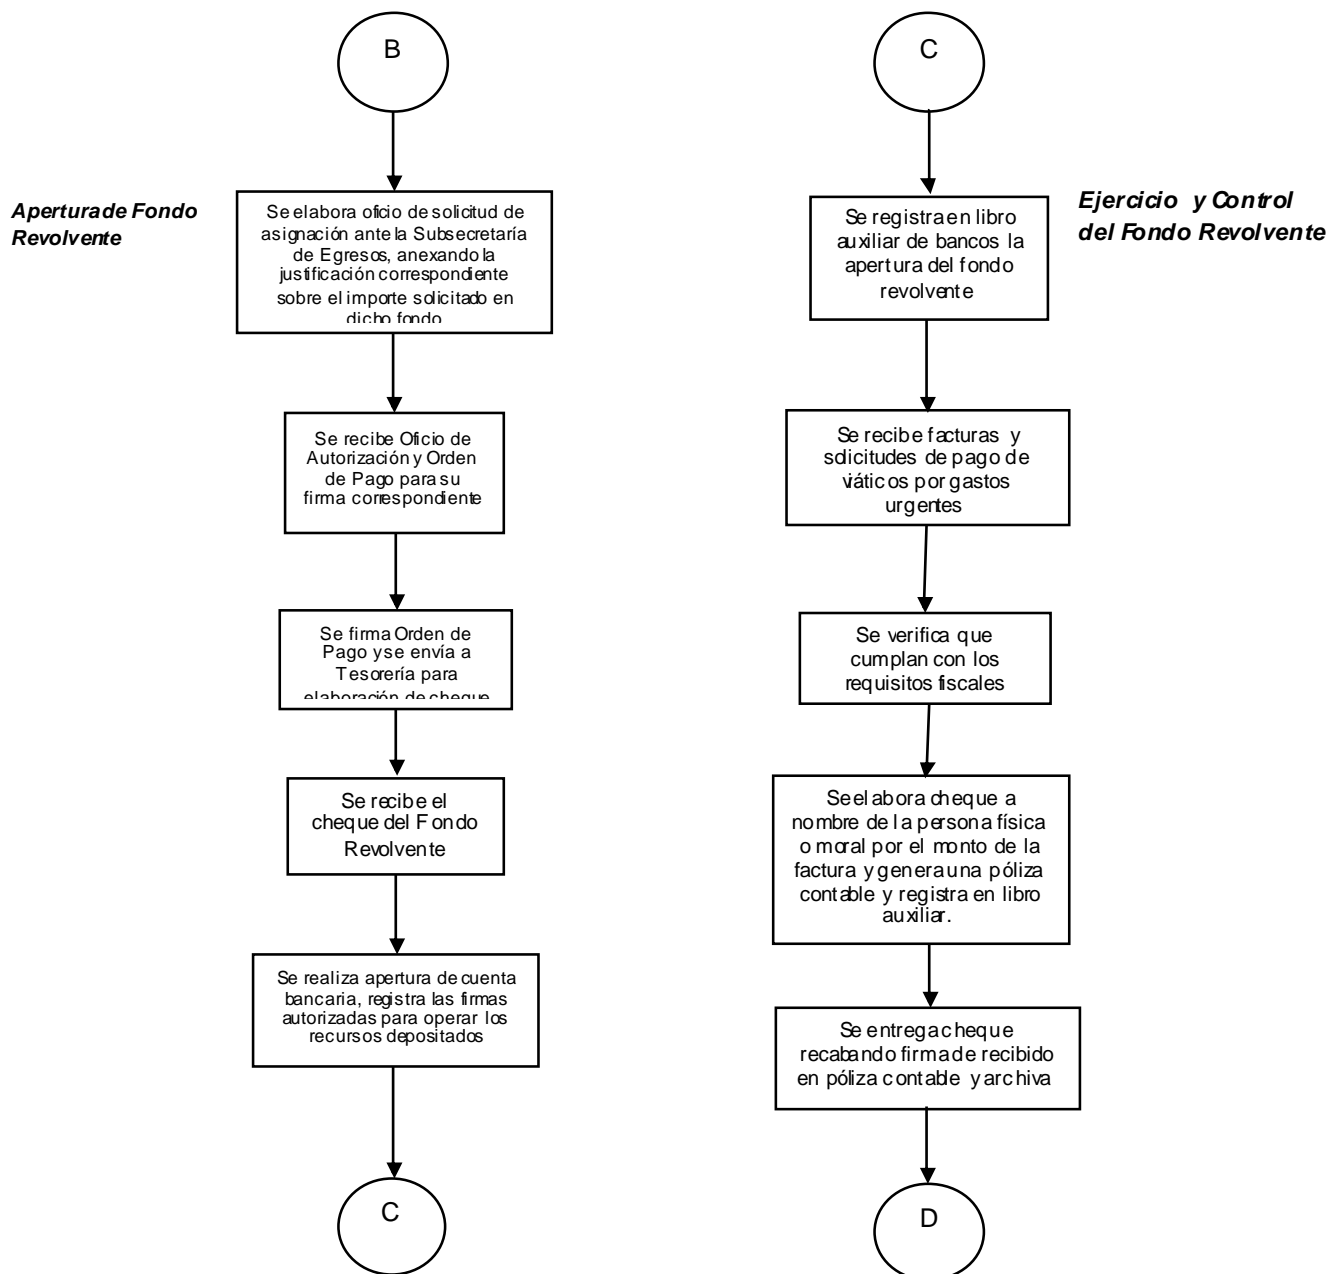 B
Apertura de Fondo
Revolvente
Se elabora oficio de solicitud de
asignación ante la Subsecretaría
de Egresos, anexando la
justificación correspondiente
sobre el importe solicitado en
dicho fondo
Se recibe Oficio de
Autorización y Orden
de Pago para su
firma correspondiente
Se firma Orden de
Pago y se envía a
Tesorería para
elaboración de cheque
Se recibe el
cheque del Fondo
Revolvente
Se realiza apertura de cuenta
bancaria, registra las firmas
autorizadas para operar los
recursos depositados
C
C
Ejercicio y Control
del Fondo Revolvente
Se registra en libro
auxiliar de bancos la
apertura del fondo
revolvente
Se recibe facturas y
solicitudes de pago de
viáticos por gastos
urgentes
Se verifica que
cumplan con los
requisitos fiscales
Se elabora cheque a
nombre de la persona física
o moral por el monto de la
factura y genera una póliza
contable y registra en libro
auxiliar.
Se entrega cheque
recabando firma de recibido
en póliza contable y archiva
D